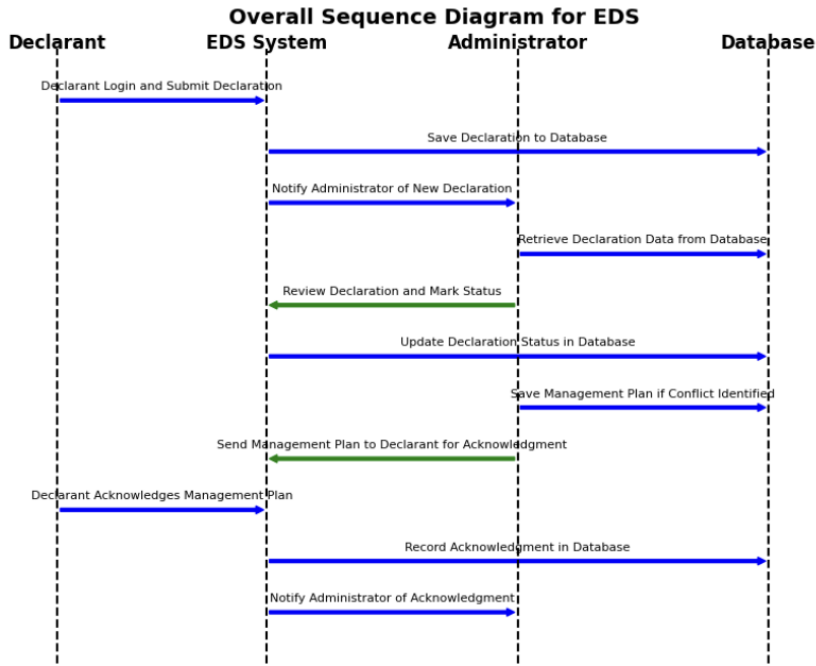 Overall Sequence Diagram for EDS
Declarant EDS System Administrator Database
Declarant Login and Submit Declaration
Save Declaration to Database
Notify Administrator of New Declaration
Retrieve Declaration Data from Database
Review Declaration and Mark Status
Update Declaration Status in Database
Save Management Plan if Conflict Identified
Send Management Plan to Declarant for Acknowledgment
Declarant Acknowledges Management Plan
Record Acknowledgment in Database
Notify Administrator of Acknowledgment